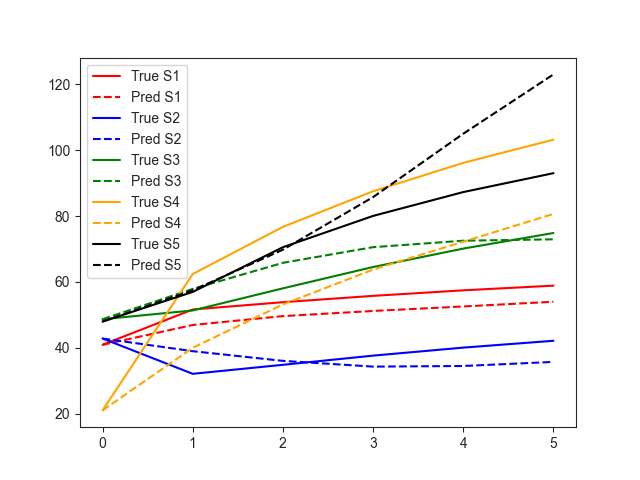 True S1
Pred S1
True S2
Pred S2
True S3
Pred S3
True S4
Pred S4
True S5
Pred S5
120
100
80
60
40
20
0 1 2 3 4 5